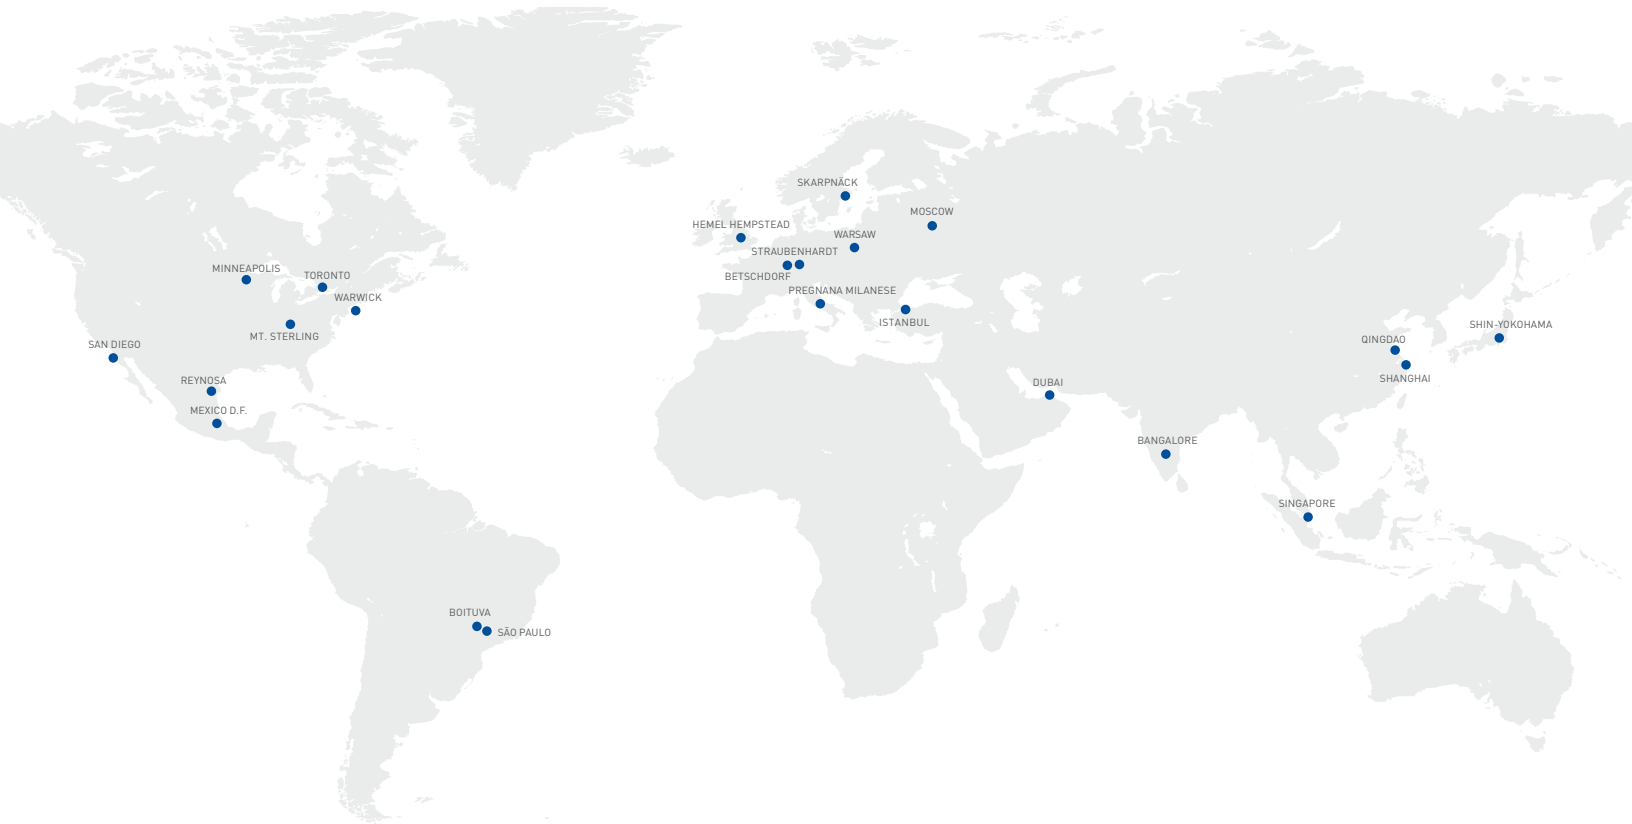 SKARPNÄCK
MOSCOW
HEMEL HEMPSTEAD
WARSAW
STRAUBENHARDT
MINNEAPOLIS
TORONTO
BETSCHDORF
PREGNANA MILANESE
WARWICK
ISTANBUL
SHIN-YOKOHAMA
MT. STERLING
QINGDAO
SAN DIEGO
SHANGHAI
REYNOSA
DUBAI
MEXICO D.F.
BANGALORE
SINGAPORE
BOITUVA
SÃO PAULO